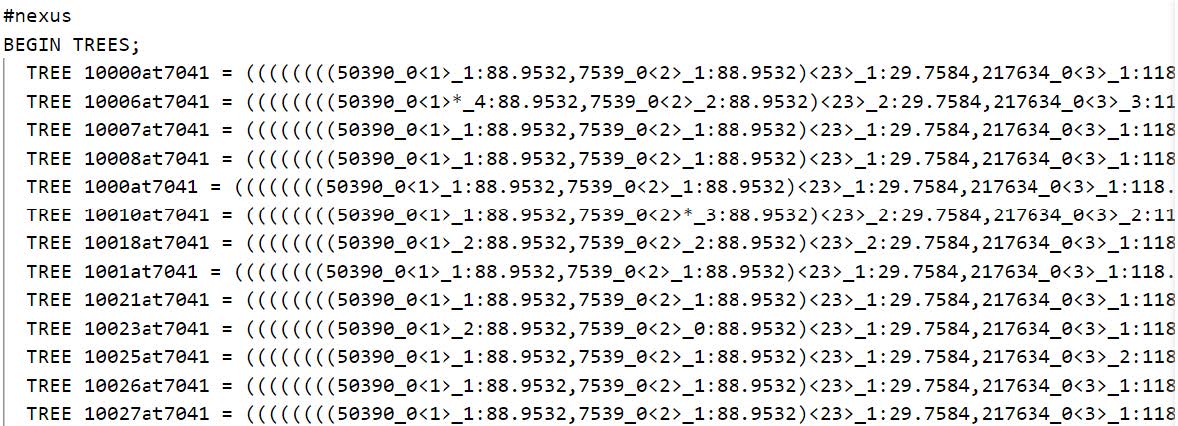 #nexus
BEGIN TREES;
TREE 10000at7041 = ((((((((50390_0<1>_1:88.9532,7539_0<2>_1:88.9532)<23>_1:29.7584,217634_0<3>_1:118
TREE 10006at7041 = ((((((((50390_0<1>*_4:88.9532,7539_0<2>_2:88.9532)<23>_2:29.7584,217634_0<3>_3:11
TREE 10007at7041 = ((((((((50390_0<1>_1:88.9532,7539_0<2>_1:88.9532)<23>_1:29.7584,217634_0<3>_1:118
TREE 10008at7041 = ((((((((50390_0<1>_1:88.9532,7539_0<2>_1:88.9532)<23>_1:29.7584,217634_0<3>_1:118
TREE 1000at7041 = ((((((((50390_0<1>_1:88.9532,7539_0<2>_1:88.9532)<23>_1:29.7584,217634_0<3>_1:118.
TREE 10010at7041 = ((((((((50390_0<1>_1:88.9532,7539_0<2>*_3:88.9532)<23>_2:29.7584,217634_0<3>_2:11
TREE 10018at7041 = ((((((((50390_0<1>_2:88.9532,7539_0<2>_2:88.9532)<23>_2:29.7584,217634_0<3>_1:118
TREE 1001at7041 = ((((((((50390_0<1>_1:88.9532,7539_0<2>_1:88.9532)<23>_1:29.7584,217634_0<3>_1:118.
TREE 10021at7041 = ((((((((50390_0<1>_1:88.9532,7539_0<2>_1:88.9532)<23>_1:29.7584,217634_0<3>_1:118
TREE 10023at7041 = ((((((((50390_0<1>_2:88.9532,7539_0<2>_0:88.9532)<23>_1:29.7584,217634_0<3>_1:118
TREE 10025at7041 = ((((((((50390_0<1>_1:88.9532,7539_0<2>_1:88.9532)<23>_1:29.7584,217634_0<3>_2:118
TREE 10026at7041 = ((((((((50390_0<1>_1:88.9532,7539_0<2>_1:88.9532)<23>_1:29.7584,217634_0<3>_1:118
TREE 10027at7041 = ((((((((50390_0<1>_1:88.9532,7539_0<2>_1:88.9532)<23>_1:29.7584,217634_0<3>_1:118